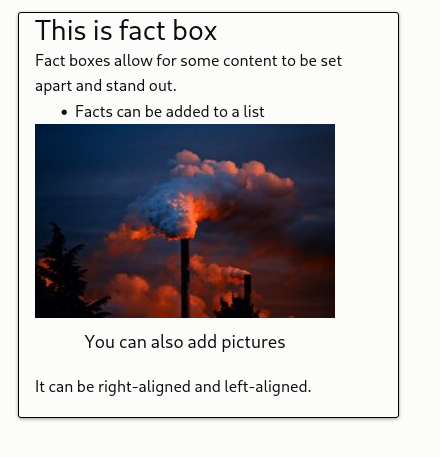 This is fact box
Fact boxes allow for some content to be set
apart and stand out.
• Facts can be added to a list
You can also add pictures
It can be right-aligned and left-aligned.